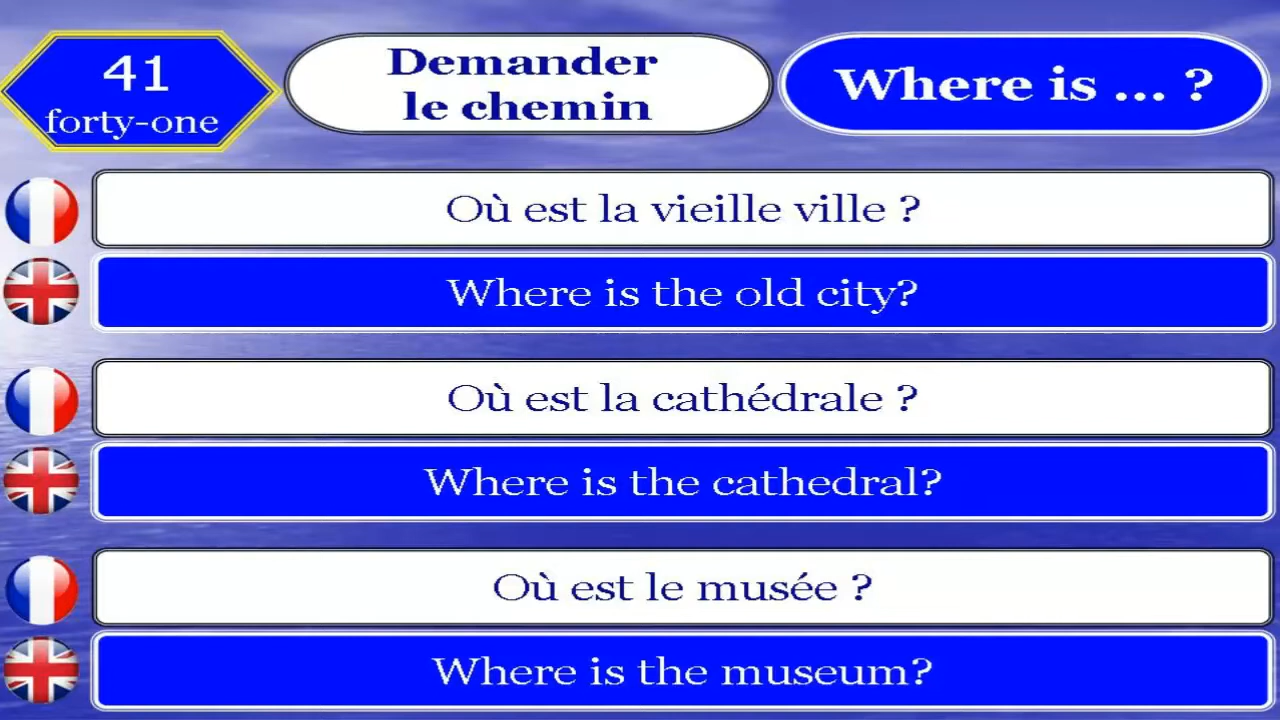 41
forty-one
Demander
le chemin
Where is ... ?
Où est la vieille ville ?
Where is the old city?
Où est la cathédrale ?
Where is the cathedral?
Où est le musée ?
Where is the museum?